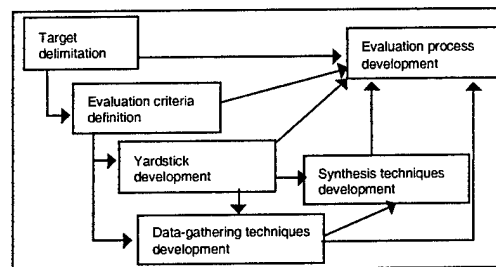 Target
delimitation
Evaluation process
development
Evaluation criteria
definition
Yardstick
development
Synthesis techniques
development
Data-gathering techniques
development